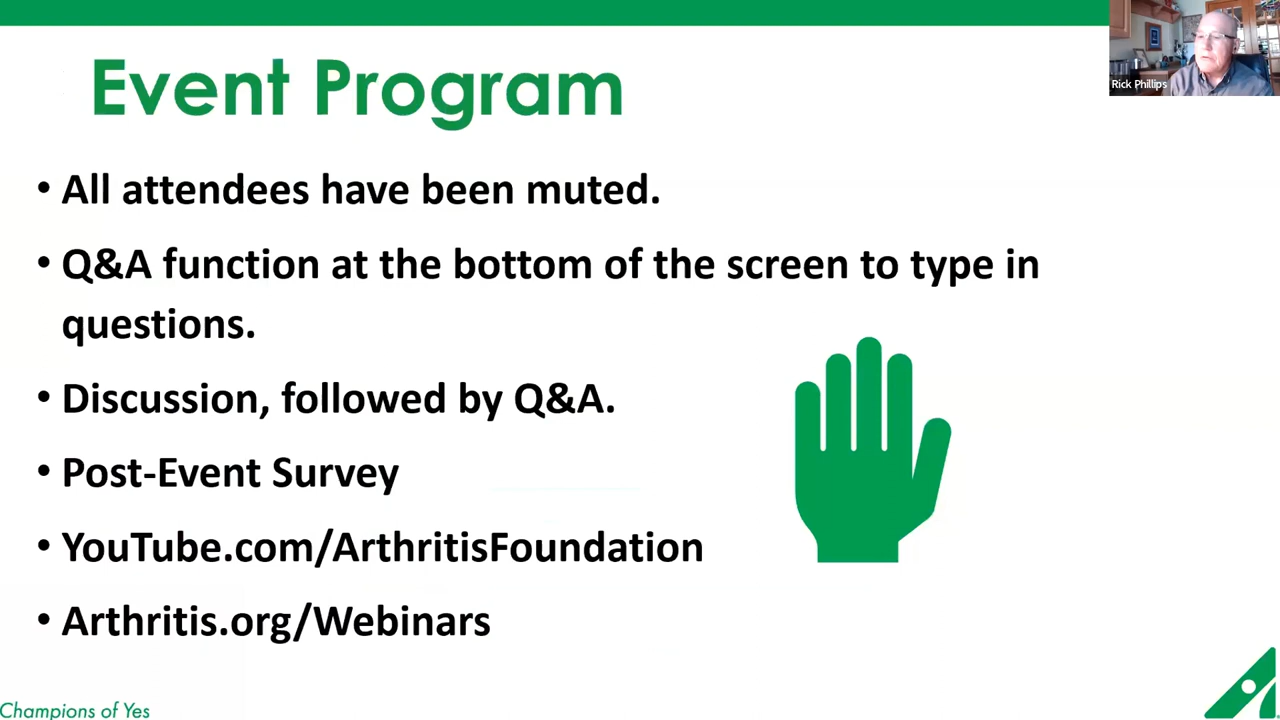 Event Program
Rick Phillips
• All attendees have been muted.
• Q&A function at the bottom of the screen to type in
questions.
• Discussion, followed by Q&A.
• Post-Event Survey
• YouTube.com/ArthritisFoundation
• Arthritis.org/Webinars
Champions of Yes